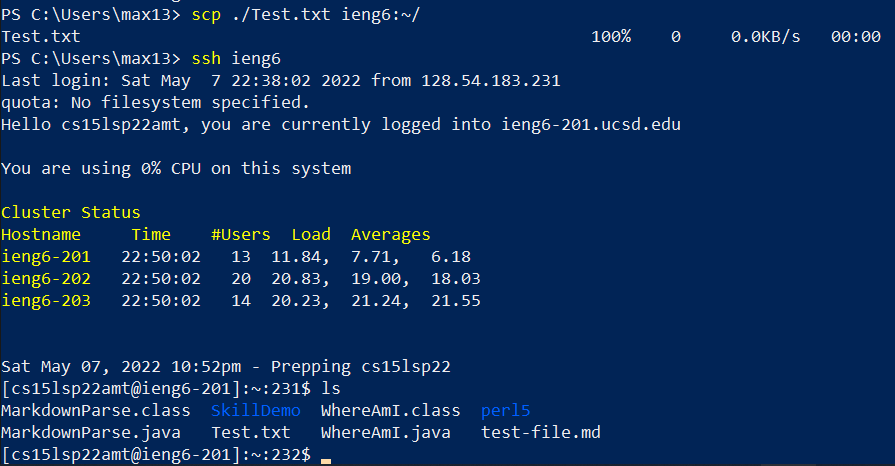 PS C:\Users\max13> scp ./Test.txt ieng6:~/
Test.txt 100% 0 0.0KB/s 00:00
PS C:\Users\max13> ssh ieng6
Last login: Sat May  7 22:38:02 2022 from 128.54.183.231
quota: No filesystem specified.
Hello cs15lsp22amt, you are currently logged into ieng6-201.ucsd.edu
You are using 0% CPU on this system
Cluster Status
Hostname Time #Users Load Averages
ieng6-201 22:50:02 13 11.84, 7.71, 6.18
ieng6-202 22:50:02 20 20.83, 19.00, 18.03
ieng6-203 22:50:02 14 20.23, 21.24, 21.55
Sat May 07, 2022 10:52pm - Prepping cs15lsp22
[cs15lsp22amt@ieng6-201]:~:231$ ls
MarkdownParse.class SkillDemo WhereAmI.class perl5
MarkdownParse.java Test.txt WhereAmI.java test-file.md
[cs15lsp22amt@ieng6-201]:~:232$